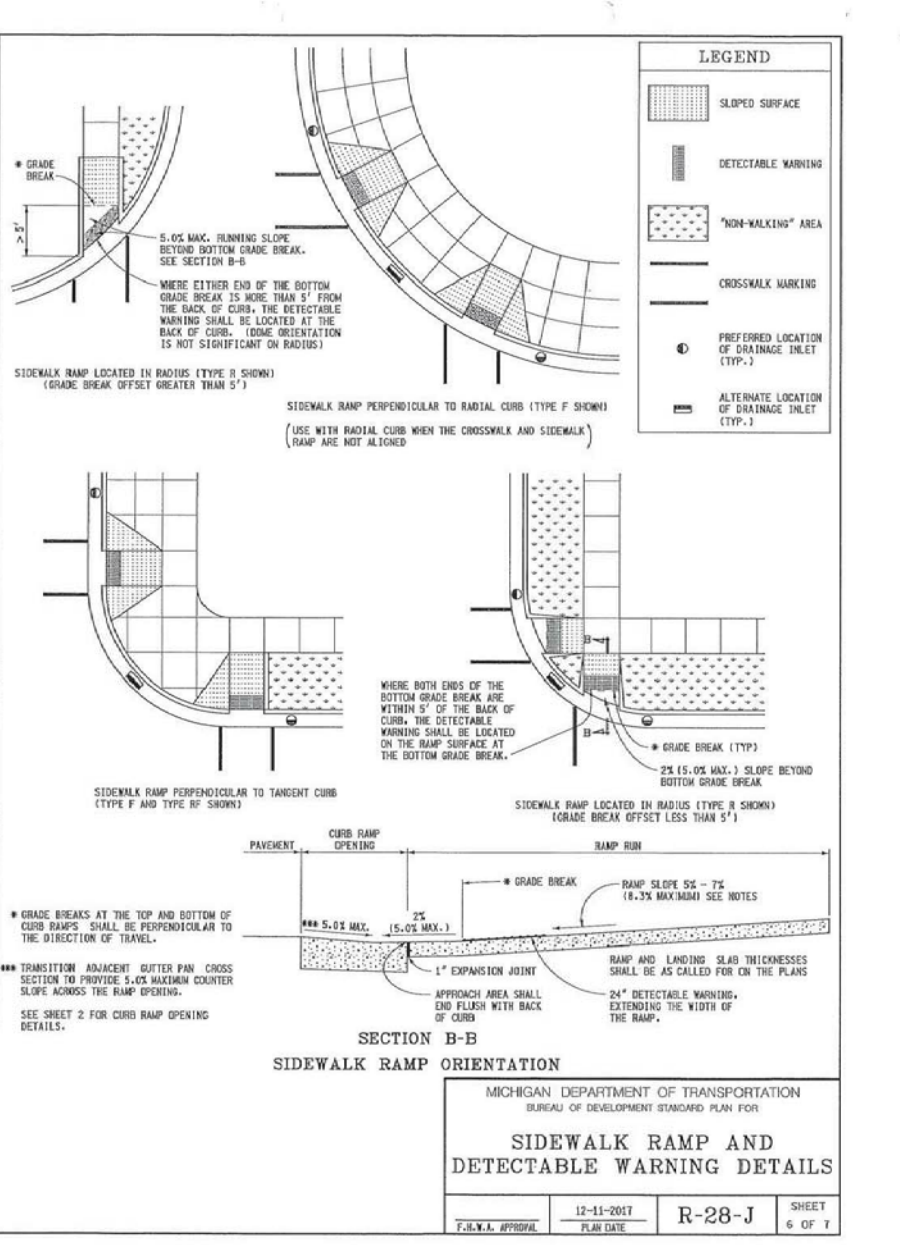 LEGEND
SLOPED SURFACE
DETECTABLE WARNING
"NON-WALKING" AREA
CROSSWALK MARKING
PREFERRED LOCATION
OF DRAINAGE INLET
(TYP.)
ALTERNATE LOCATION
OF DRAINAGE INLET
(TYP.)
* GRADE
BREAK
> 5'
5.0% MAX. RUNNING SLOPE
BEYOND BOTTOM GRADE BREAK.
SEE SECTION B-B
WHERE EITHER END OF THE BOTTOM
GRADE BREAK IS MORE THAN 5' FROM
THE BACK OF CURB, THE DETECTABLE
WARNING SHALL BE LOCATED AT THE
BACK OF CURB. (DOME ORIENTATION
IS NOT SIGNIFICANT ON RADIUS)
SIDEWALK RAMP LOCATED IN RADIUS (TYPE R SHOWN)
(GRADE BREAK OFFSET GREATER THAN 5')
SIDEWALK RAMP PERPENDICULAR TO RADIAL CURB (TYPE F SHOWN)
(USE WITH RADIAL CURB WHEN THE CROSSWALK AND SIDEWALK
RAMP ARE NOT ALIGNED)
SIDEWALK RAMP PERPENDICULAR TO TANGENT CURB
(TYPE F AND TYPE RF SHOWN)
WHERE BOTH ENDS OF THE
BOTTOM GRADE BREAK ARE
WITHIN 5' OF THE BACK OF
CURB, THE DETECTABLE
WARNING SHALL BE LOCATED
ON THE RAMP SURFACE AT
THE BOTTOM GRADE BREAK.
B
B
* GRADE BREAK (TYP)
2% (5.0% MAX.) SLOPE BEYOND
BOTTOM GRADE BREAK
SIDEWALK RAMP LOCATED IN RADIUS (TYPE R SHOWN)
(GRADE BREAK OFFSET LESS THAN 5')
PAVEMENT
CURB RAMP
OPENING
RAMP RUN
* GRADE BREAK
RAMP SLOPE 5% - 7%
(8.3% MAXIMUM) SEE NOTES
*** 5.0% MAX.
2%
(5.0% MAX.)
1" EXPANSION JOINT
APPROACH AREA SHALL
END FLUSH WITH BACK
OF CURB
RAMP AND LANDING SLAB THICKNESSES
SHALL BE AS CALLED FOR ON THE PLANS
24" DETECTABLE WARNING.
EXTENDING THE WIDTH OF
THE RAMP.
* GRADE BREAKS AT THE TOP AND BOTTOM OF
CURB RAMPS SHALL BE PERPENDICULAR TO
THE DIRECTION OF TRAVEL.
*** TRANSITION ADJACENT GUTTER PAN CROSS
SECTION TO PROVIDE 5.0% MAXIMUM COUNTER
SLOPE ACROSS THE RAMP OPENING.
SEE SHEET 2 FOR CURB RAMP OPENING
DETAILS.
SECTION B-B
SIDEWALK RAMP ORIENTATION
MICHIGAN DEPARTMENT OF TRANSPORTATION
BUREAU OF DEVELOPMENT STANDARD PLAN FOR
SIDEWALK RAMP AND
DETECTABLE WARNING DETAILS
F.H.W.A. APPROVAL
12-11-2017
PLAN DATE
R-28-J
SHEET
6 OF 7